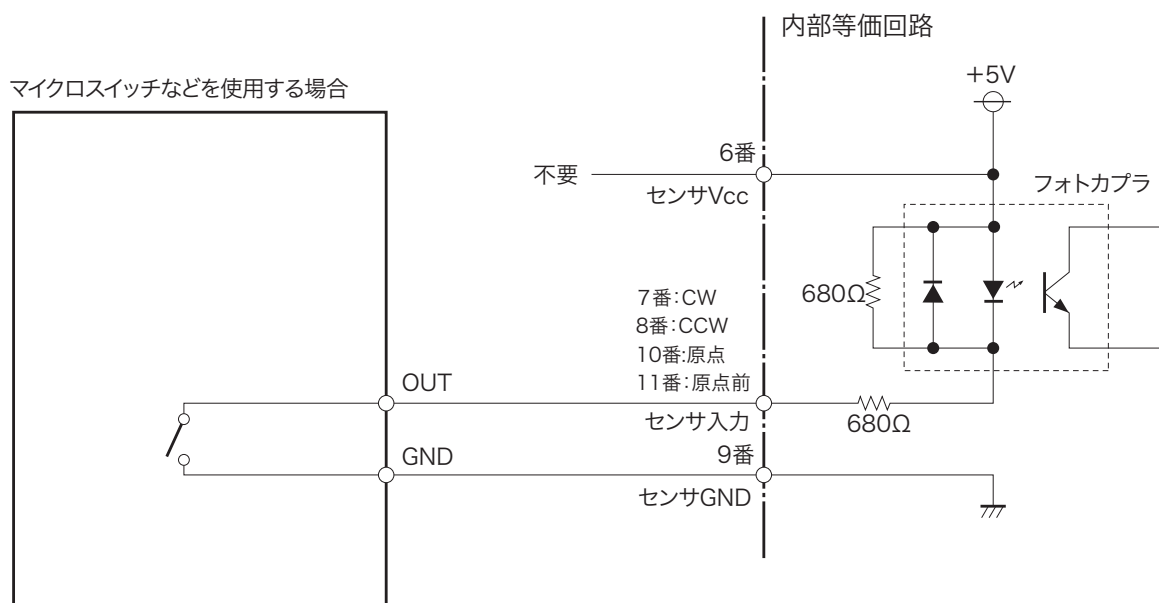 内部等価回路
マイクロスイッチなどを使用する場合
+5V
6番
不要
センサVcc
フォトカプラ
680Ω
7番:CW
8番:CCW
10番:原点
11番:原点前
OUT
センサ入力
680Ω
GND
9番
センサGND